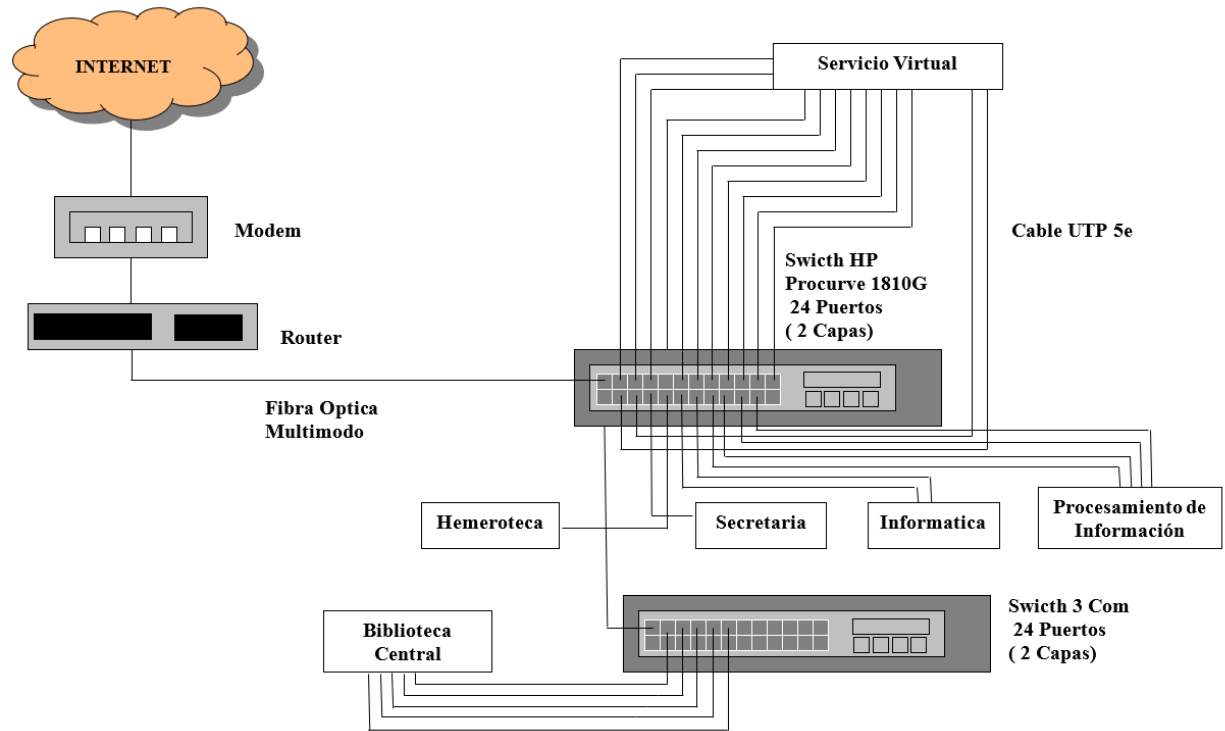 INTERNET
Servicio Virtual
Modem
Cable UTP 5e
Swicth HP
Procurve 1810G
24 Puertos
( 2 Capas)
Router
Fibra Optica
Multimodo
Hemeroteca
Secretaria
Informatica
Procesamiento de
Información
Biblioteca
Central
Swicth 3 Com
24 Puertos
( 2 Capas)